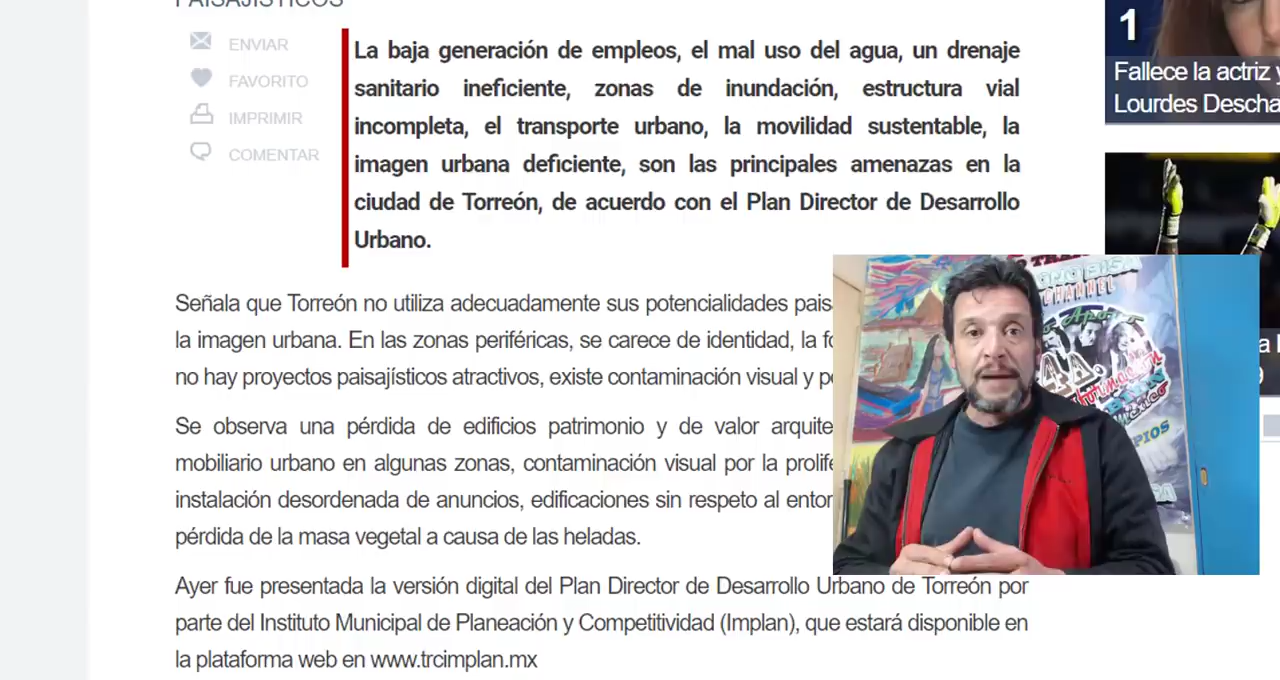 PAISAJÍSTICOS
ENVIAR
FAVORITO
IMPRIMIR
COMENTAR
La baja generación de empleos, el mal uso del agua, un drenaje
sanitario ineficiente, zonas de inundación, estructura vial
incompleta, el transporte urbano, la movilidad sustentable, la
imagen urbana deficiente, son las principales amenazas en la
ciudad de Torreón, de acuerdo con el Plan Director de Desarrollo
Urbano.
Señala que Torreón no utiliza adecuadamente sus potencialidades
la imagen urbana. En las zonas periféricas, se carece de identidad, la
no hay proyectos paisajísticos atractivos, existe contaminación visual y
Se observa una pérdida de edificios patrimonio y de valor
mobiliario urbano en algunas zonas, contaminación visual por la
instalación desordenada de anuncios, edificaciones sin respeto al
pérdida de la masa vegetal a causa de las heladas.
Ayer fue presentada la versión digital del Plan Director de Desarrollo Urbano de Torreón por
parte del Instituto Municipal de Planeación y Competitividad (Implan), que estará disponible en
la plataforma web en www.trcimplan.mx
1
Fallece la actriz y
Lourdes Descha
CHANNEL
4A.
México